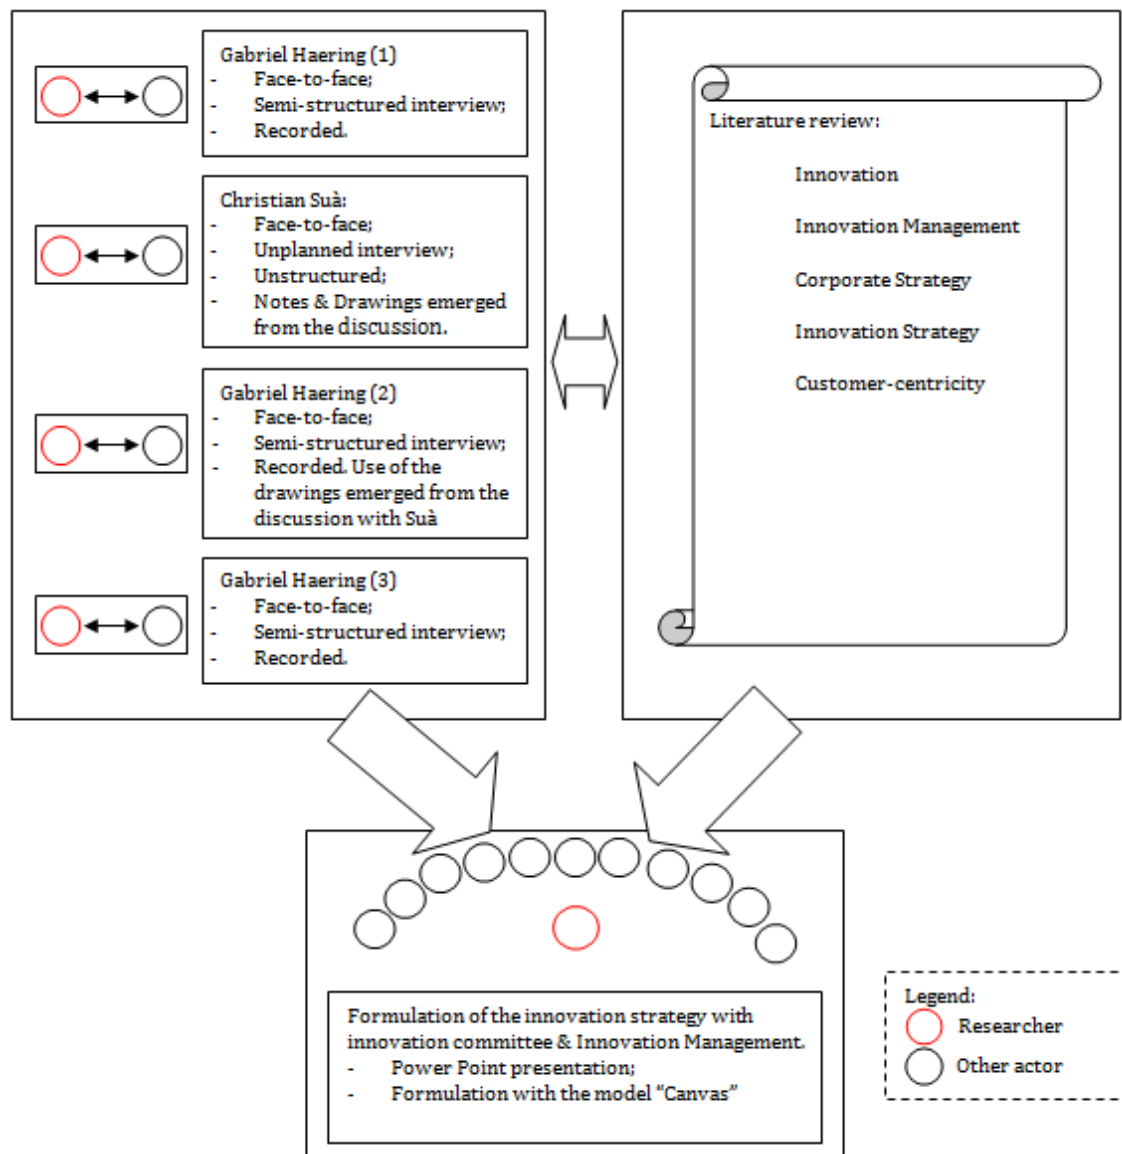 Gabriel Haering (1)
- Face-to-face;
- Semi-structured interview;
- Recorded.
Christian Suà:
- Face-to-face;
- Unplanned interview;
- Unstructured;
- Notes & Drawings emerged
from the discussion.
Gabriel Haering (2)
- Face-to-face;
- Semi-structured interview;
- Recorded. Use of the
drawings emerged from the
discussion with Suà
Gabriel Haering (3)
- Face-to-face;
- Semi-structured interview;
- Recorded.
Literature review:
Innovation
Innovation Management
Corporate Strategy
Innovation Strategy
Customer-centricity
Formulation of the innovation strategy with
innovation committee & Innovation Management.
- Power Point presentation;
- Formulation with the model “Canvas”
Legend:
Researcher
Other actor